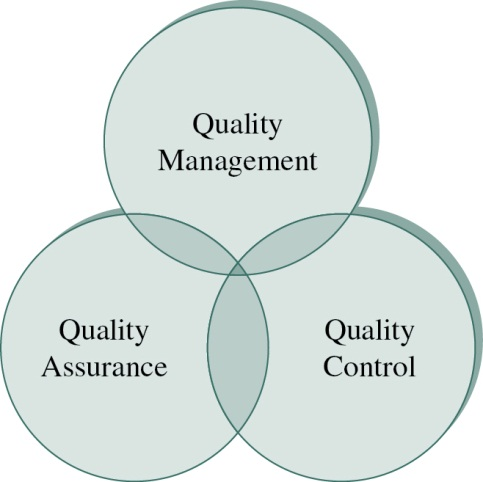 Quality
Management
Quality
Assurance
Quality
Control